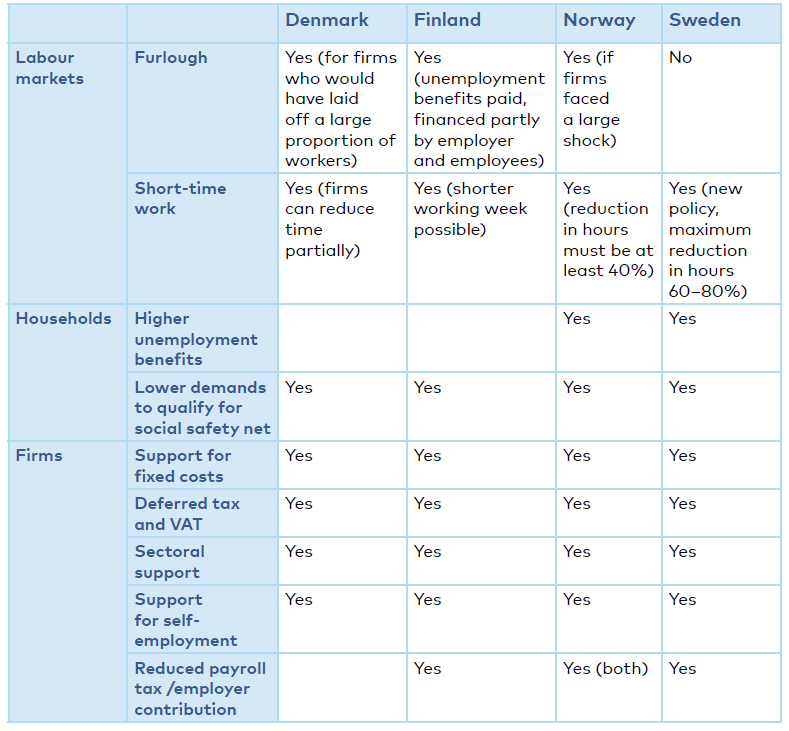 Denmark Finland Norway Sweden
Labour
markets
Furlough
Yes (for firms
who would
have laid
off a large
proportion of
workers)
Yes
(unemployment
benefits paid,
financed partly
by employer
and employees)
Yes (if
firms
faced
a large
shock)
No
Short-time
work
Yes (firms
can reduce
time
partially)
Yes (shorter
working week
possible)
Yes
(reduction
in hours
must be at
least 40%)
Yes (new
policy,
maximum
reduction
in hours
60–80%)
Households
Higher
unemployment
benefits
Yes
Yes
Lower demands
to qualify for
social safety net
Yes
Yes
Yes
Yes
Firms
Support for
fixed costs
Yes
Yes
Yes
Yes
Deferred tax
and VAT
Yes
Yes
Yes
Yes
Sectoral
support
Yes
Yes
Yes
Yes
Support
for self-
employment
Yes
Yes
Yes
Yes
Reduced payroll
tax /employer
contribution
Yes
Yes (both)
Yes